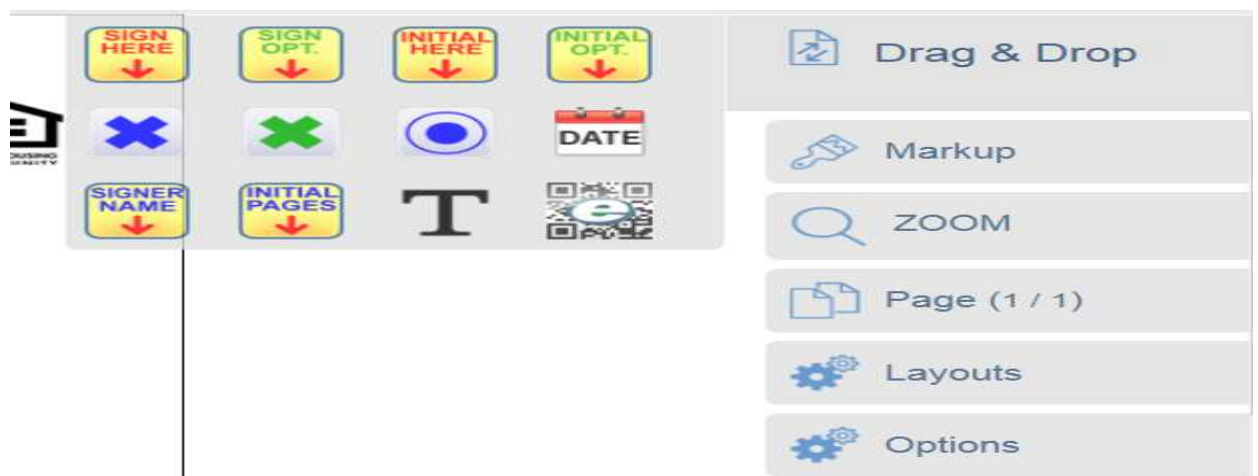 SIGN
HERE
SIGN
OPT.
INITIAL
HERE
INITIAL
OPT.
DATE
SIGNER
NAME
INITIAL
PAGES
T
Drag & Drop
Markup
ZOOM
Page (1 / 1)
Layouts
Options